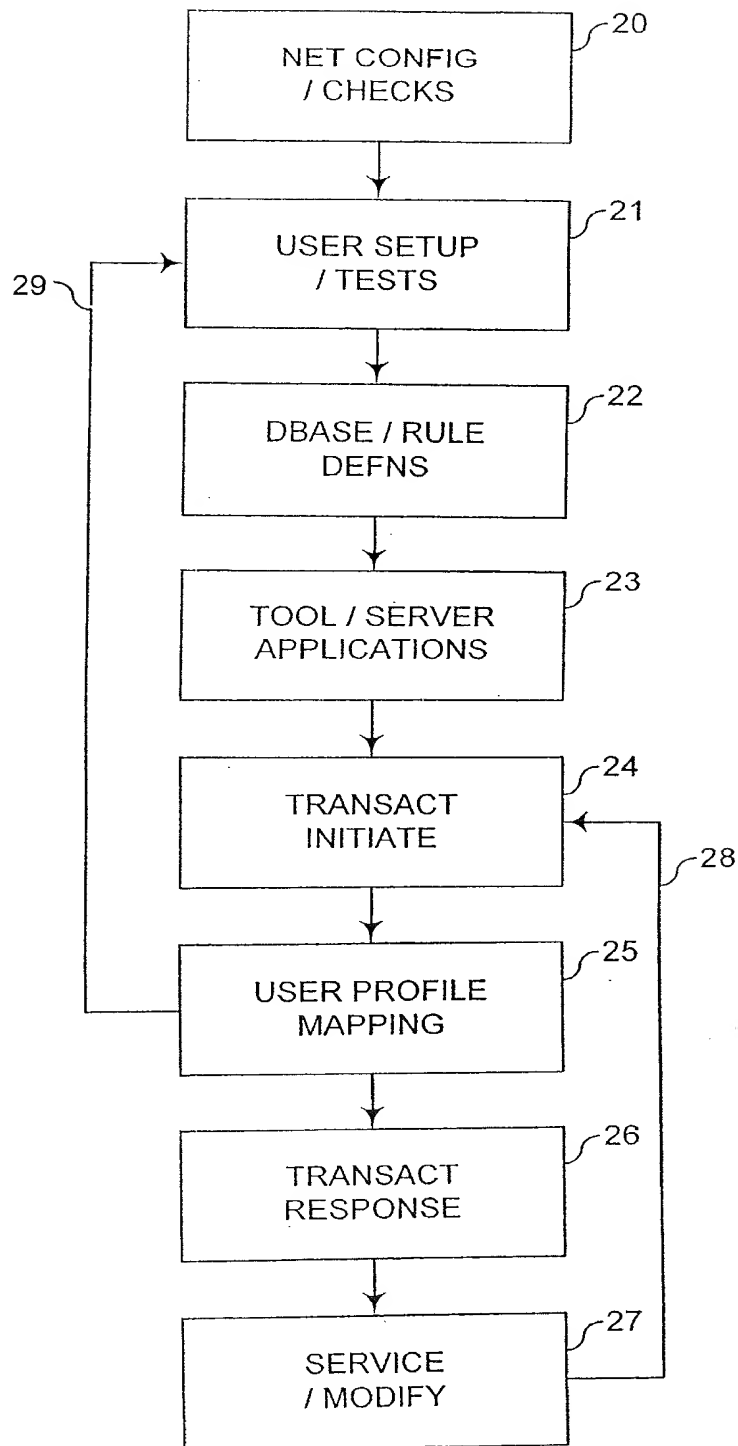 20
NET CONFIG
/ CHECKS
21
USER SETUP
/ TESTS
29
22
DBASE / RULE
DEFNS
23
TOOL / SERVER
APPLICATIONS
24
TRANSACT
INITIATE
28
25
USER PROFILE
MAPPING
26
TRANSACT
RESPONSE
27
SERVICE
/ MODIFY